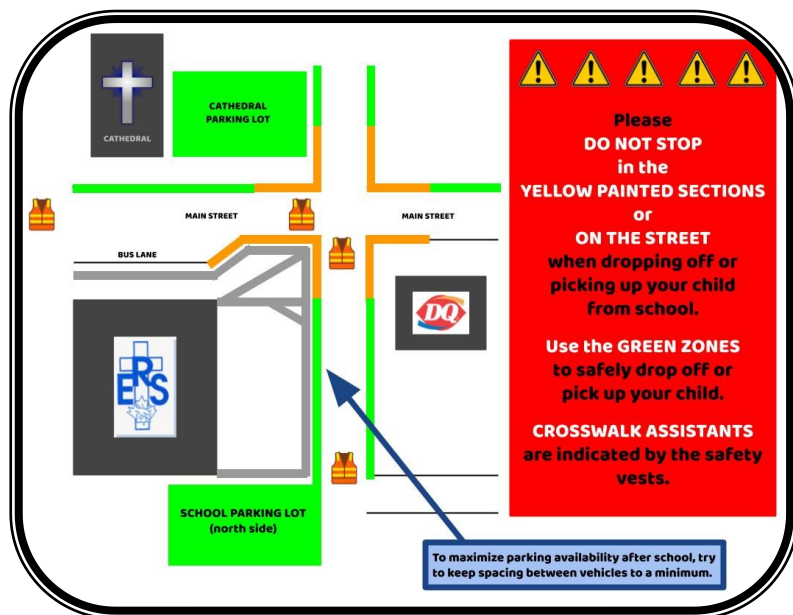 CATHEDRAL
CATHEDRAL
PARKING LOT
MAIN STREET
MAIN STREET
BUS LANE
DQ
ERS
SCHOOL PARKING LOT
(north side)
Please
DO NOT STOP
in the
YELLOW PAINTED SECTIONS
or
ON THE STREET
when dropping off or
picking up your child
from school.
Use the GREEN ZONES
to safely drop off or
pick up your child.
CROSSWALK ASSISTANTS
are indicated by the safety
vests.
To maximize parking availability after school, try
to keep spacing between vehicles to a minimum.